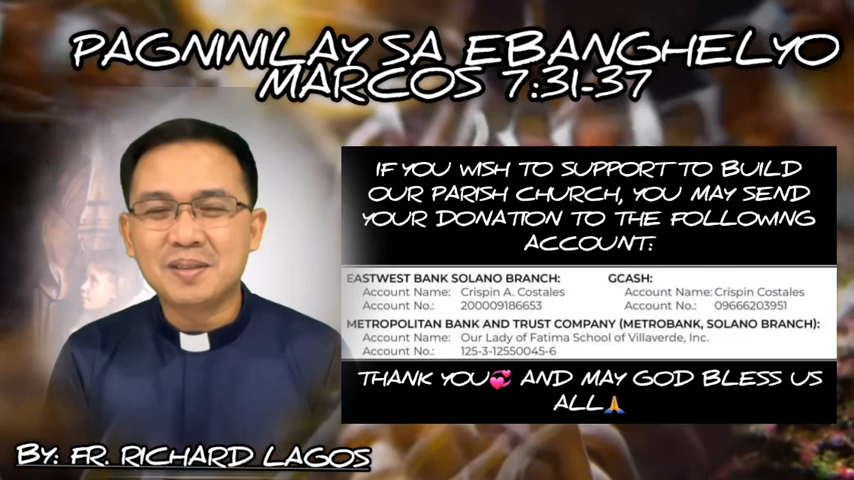 PAGNINILAY SA EBANGHELYO
MARCOS 7:31-37
IF YOU WISH TO SUPPORT TO BUILD
OUR PARISH CHURCH, YOU MAY SEND
YOUR DONATION TO THE FOLLOWING
ACCOUNT:
EASTWEST BANK SOLANO BRANCH:
Account Name: Crispin A. Costales
Account No.: 200009186653
GCASH:
Account Name: Crispin Costales
Account No.: 09666203951
METROPOLITAN BANK AND TRUST COMPANY (METROBANK, SOLANO BRANCH):
Account Name: Our Lady of Fatima School of Villaverde, Inc.
Account No.: 125-3-12550045-6
THANK YOU💞 AND MAY GOD BLESS US
ALL🙏
BY: FR. RICHARD LAGOS